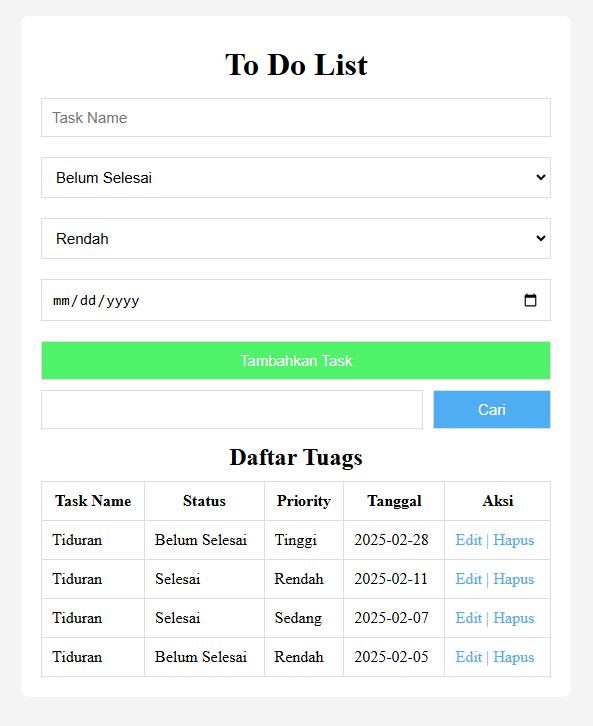 To Do List
Task Name
Belum Selesai
Rendah
mm/dd/yyyy
Tambahkan Task
Cari
Daftar Tuags
Task Name Status Priority Tanggal Aksi
Tiduran Belum Selesai Tinggi 2025-02-28 Edit | Hapus
Tiduran Selesai Rendah 2025-02-11 Edit | Hapus
Tiduran Selesai Sedang 2025-02-07 Edit | Hapus
Tiduran Belum Selesai Rendah 2025-02-05 Edit | Hapus